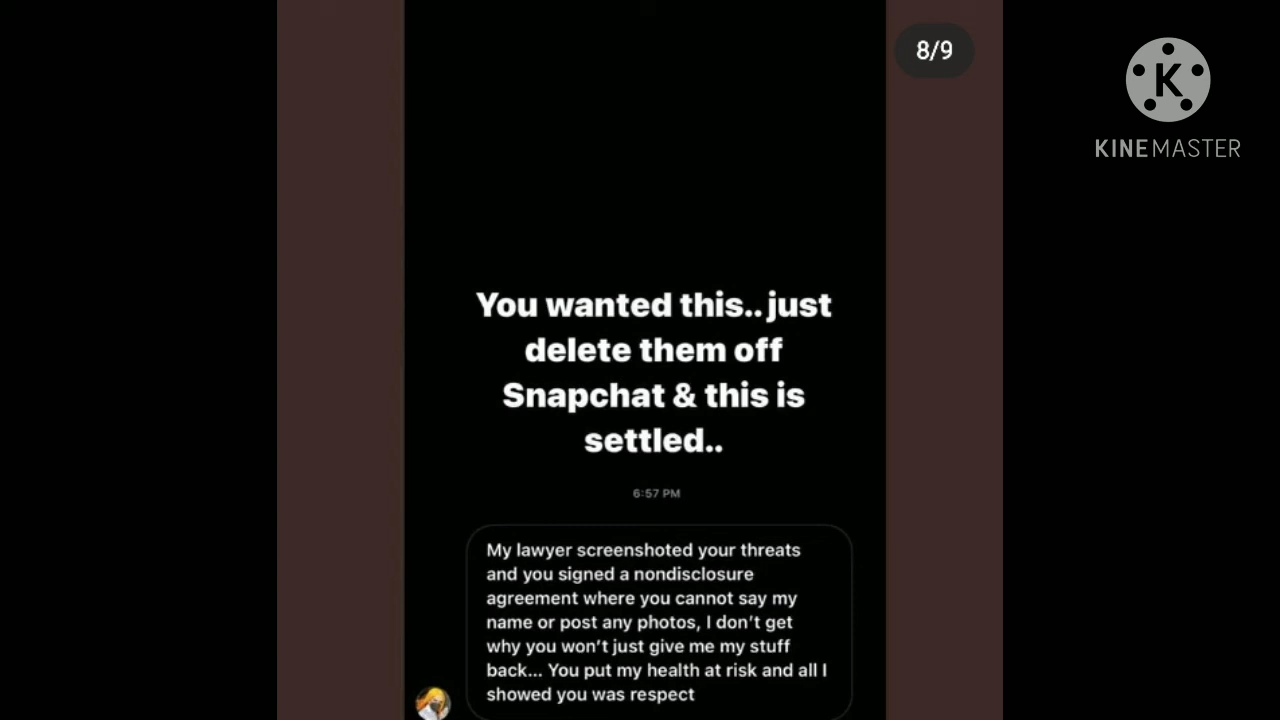 8/9
KINEMASTER
You wanted this.. just
delete them off
Snapchat & this is
settled..
6:57 PM
My lawyer screenshoted your threats
and you signed a nondisclosure
agreement where you cannot say my
name or post any photos, I don't get
why you won't just give me my stuff
back... You put my health at risk and all I
showed you was respect